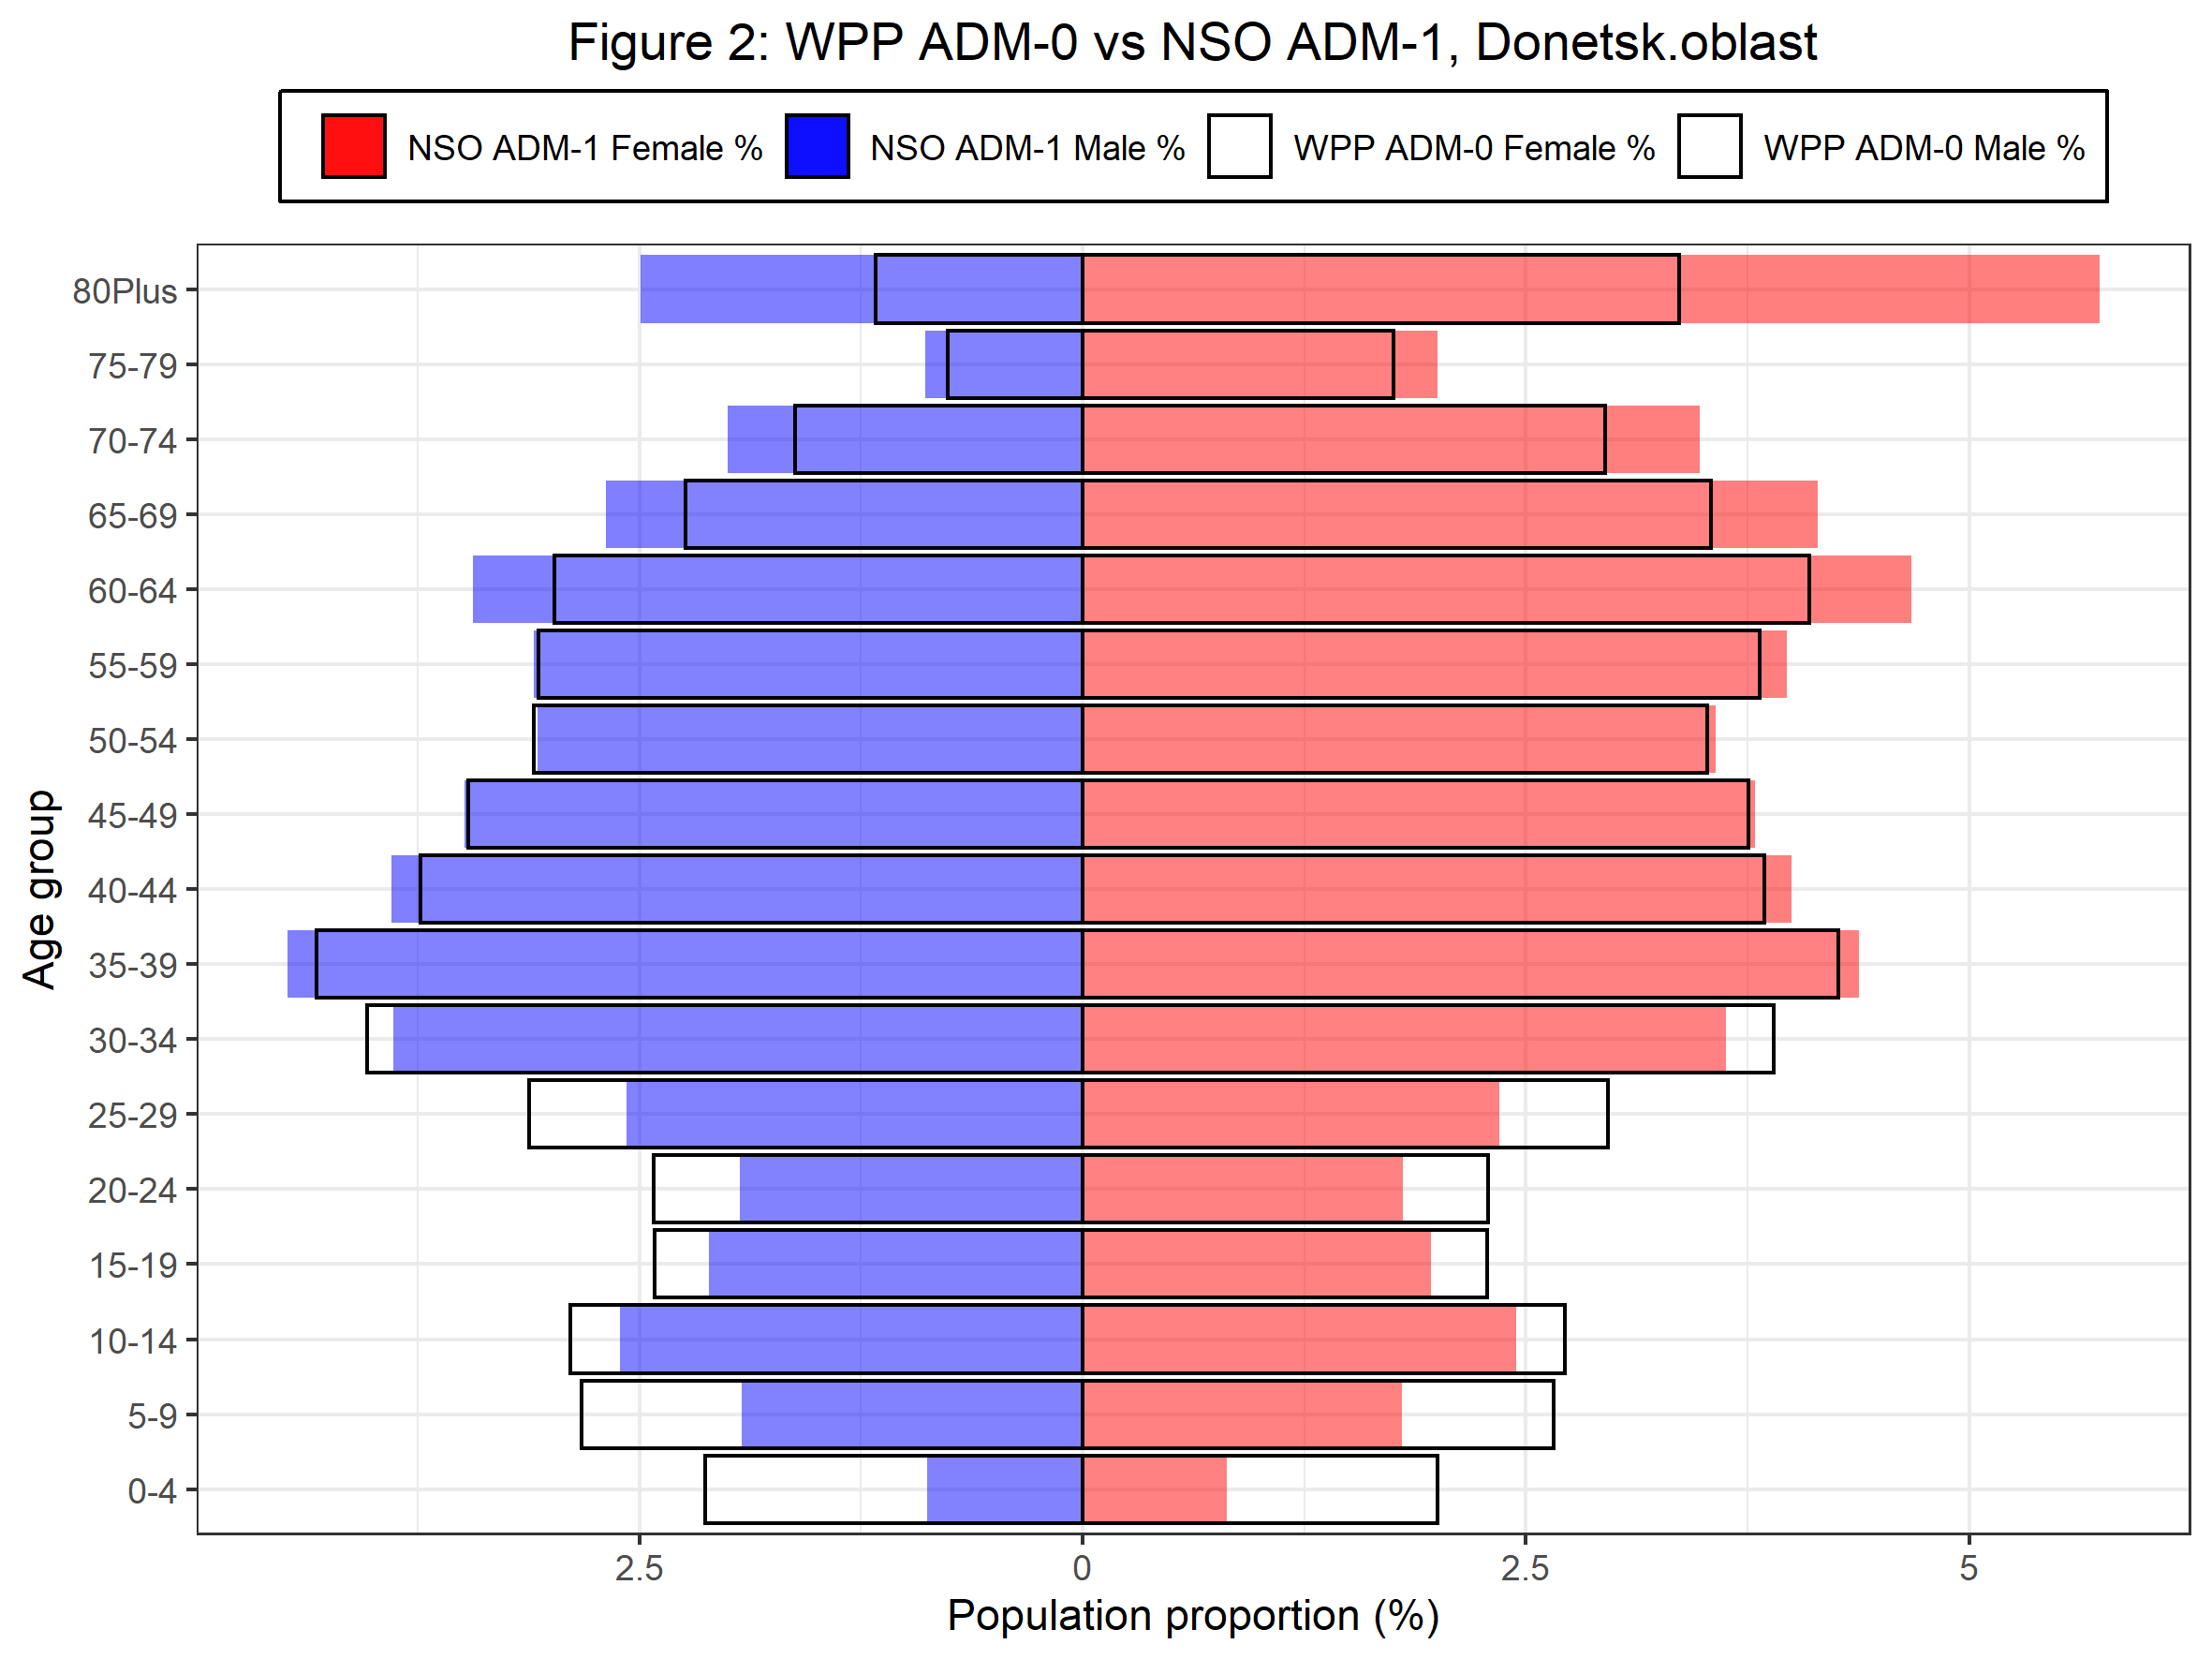 Figure 2: WPP ADM-0 vs NSO ADM-1, Donetsk.oblast
NSO ADM-1 Female % NSO ADM-1 Male % WPP ADM-0 Female % WPP ADM-0 Male %
80Plus
75-79
70-74
65-69
60-64
55-59
50-54
45-49
40-44
35-39
30-34
25-29
20-24
15-19
10-14
5-9
0-4
Age group
2.5 0 2.5 5
Population proportion (%)